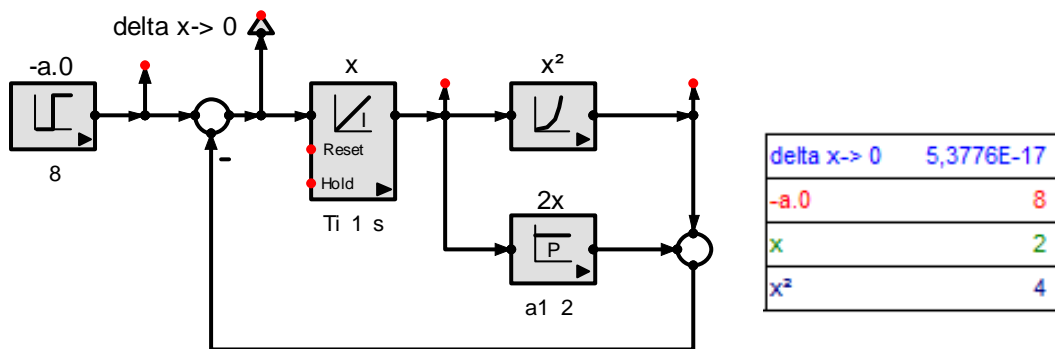 delta x-> 0
-a.0
x
x²
I
Reset
Hold
8
Ti 1 s
-
2x
P
a1 2
delta x-> 0 5,3776E-17
-a.0 8
x 2
x² 4